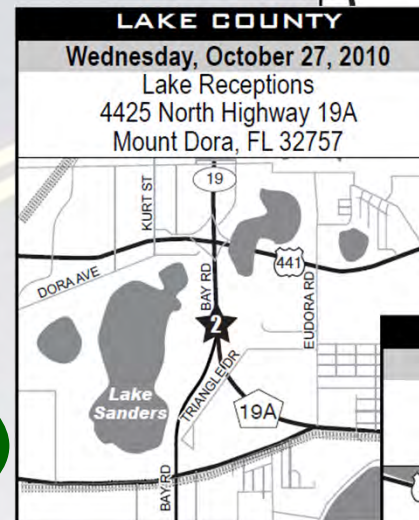 LAKE COUNTY
Wednesday, October 27, 2010
Lake Receptions
4425 North Highway 19A
Mount Dora, FL 32757
19
KURT ST
441
DORA AVE
BAY RD
EUDORA RD
2
TRIANGLE DR
Lake
Sanders
19A
BAY RD